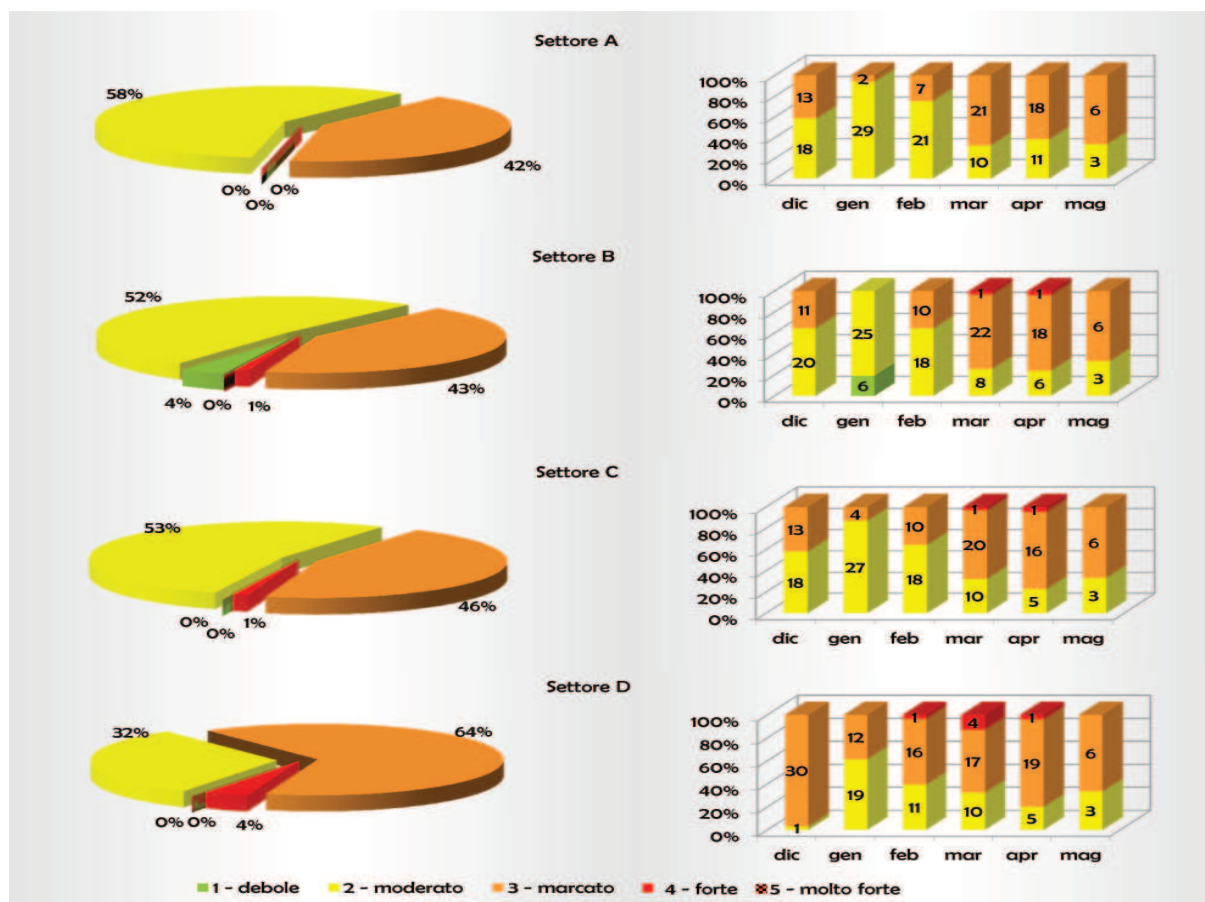 Settore A
58%
42%
0% 0%
0%
100%
80%
60%
40%
20%
0%
13 2 7 21 18 6
18 29 21 10 11 3
dic gen feb mar apr mag
Settore B
52%
43%
4% 0% 1%
100%
80%
60%
40%
20%
0%
1 1
11 25 10 22 18 6
20 6 18 8 6 3
dic gen feb mar apr mag
Settore C
53%
46%
0% 0% 1%
100%
80%
60%
40%
20%
0%
1 1
13 4 10 20 16 6
18 27 18 10 5 3
dic gen feb mar apr mag
Settore D
32%
64%
0% 0% 4%
100%
80%
60%
40%
20%
0%
1 4 1
30 12 16 17 19 6
1 19 11 10 5 3
dic gen feb mar apr mag
1 - debole 2 - moderato 3 - marcato 4 - forte 5 - molto forte